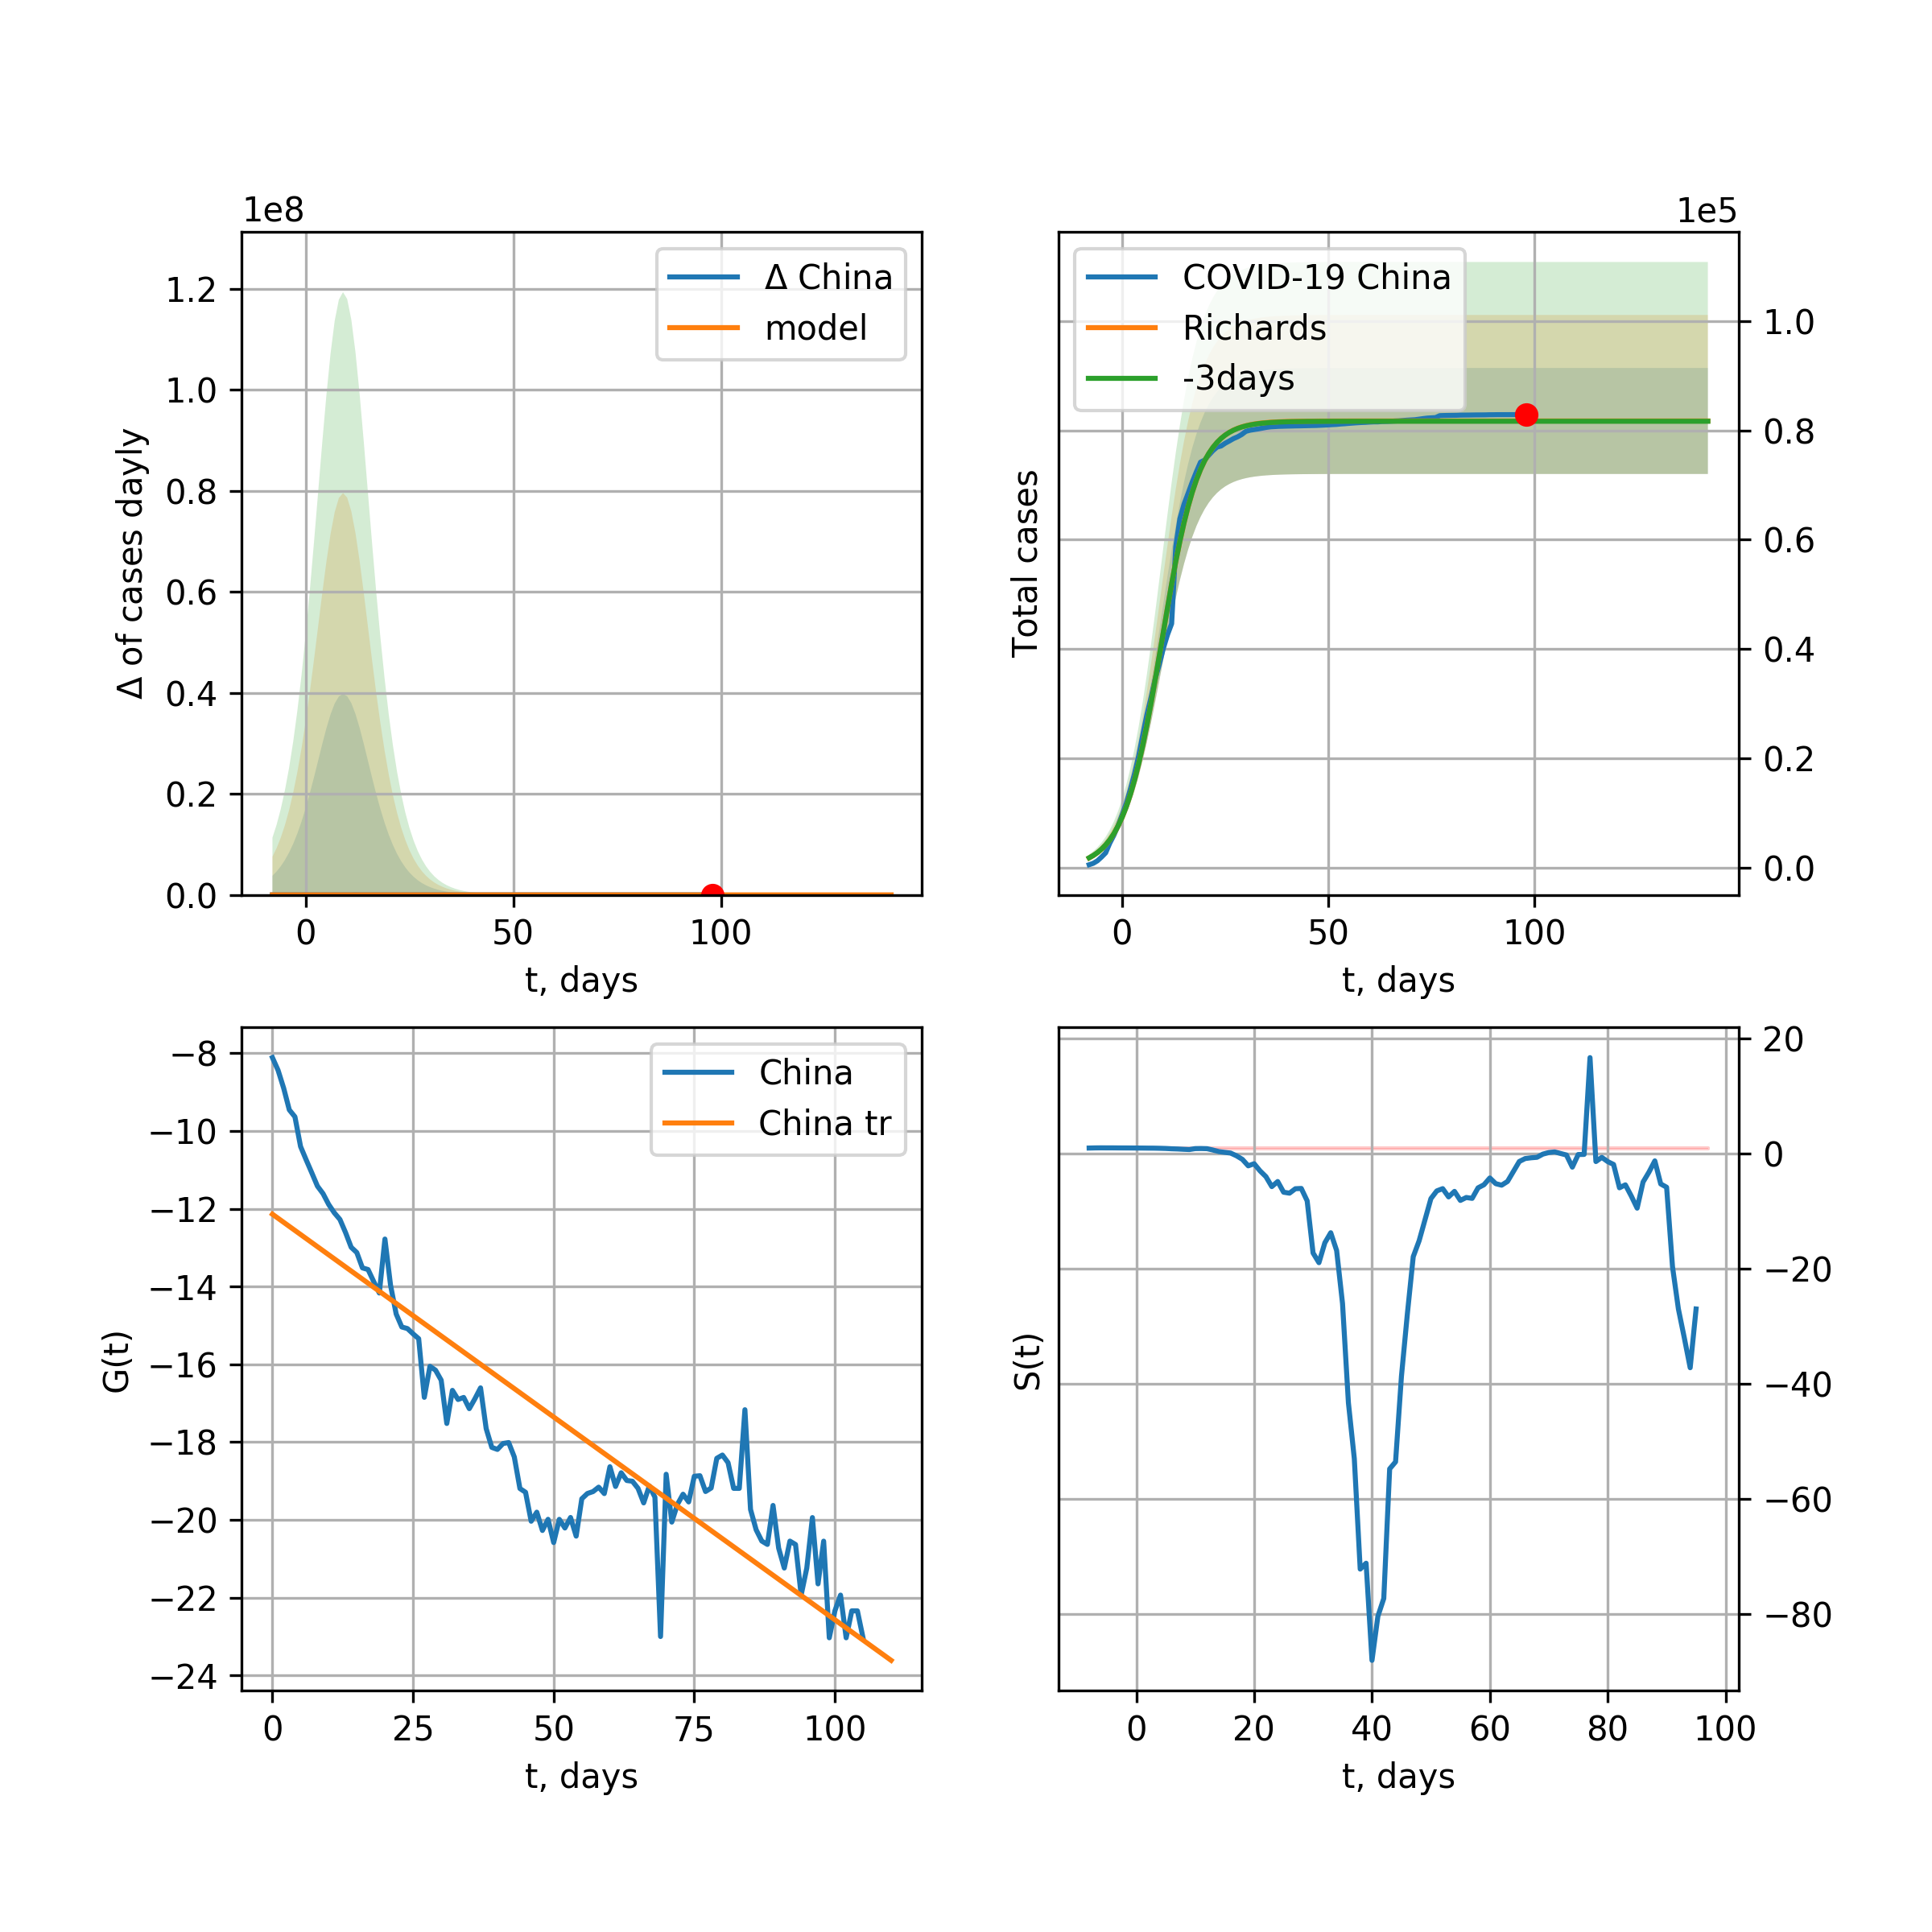 1e8
Δ China
model
1.2
1.0
0.8
0.6
0.4
0.2
0.0
Δ of cases dayly
0 50 100
t, days
1e5
COVID-19 China
Richards
-3days
1.0
0.8
0.6
0.4
0.2
0.0
Total cases
0 50 100
t, days
China
China tr
−8
−10
−12
−14
−16
−18
−20
−22
−24
G(t)
0 25 50 75 100
t, days
20
0
−20
−40
−60
−80
S(t)
0 20 40 60 80 100
t, days